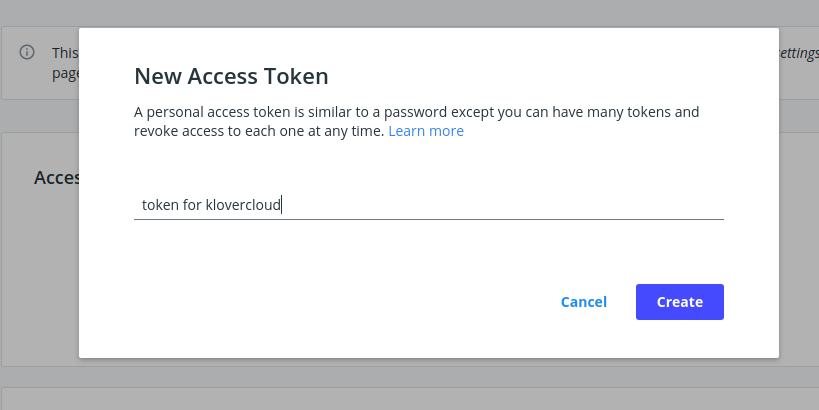 New Access Token
This
A personal access token is similar to a password except you can have many tokens and
page
revoke access to each one at any time. Learn more
Acces
token for klovercloud
Cancel
Create